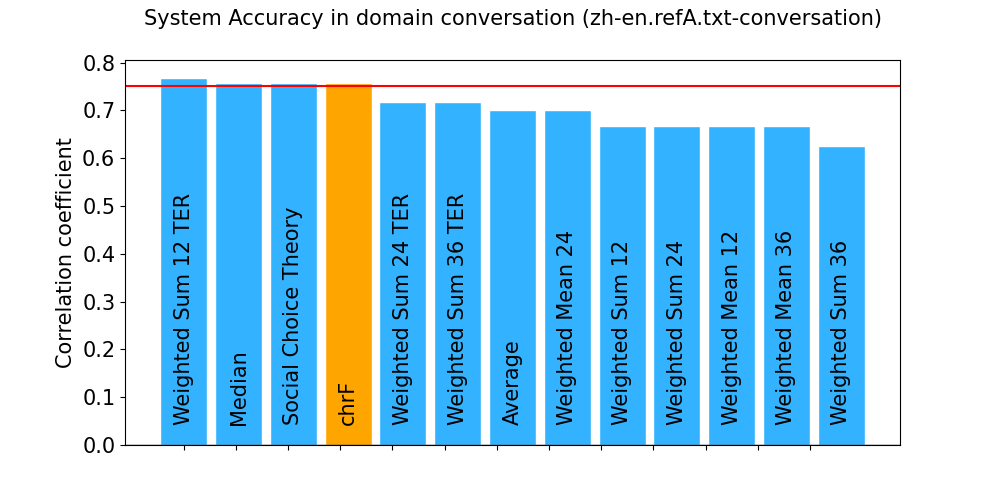 System Accuracy in domain conversation (zh-en.refA.txt-conversation)
Correlation coefficient
0.8
0.7
0.6
0.5
0.4
0.3
0.2
0.1
0.0
Weighted Sum 12 TER
Median
Social Choice Theory
chrF
Weighted Sum 24 TER
Weighted Sum 36 TER
Average
Weighted Mean 24
Weighted Sum 12
Weighted Sum 24
Weighted Mean 12
Weighted Mean 36
Weighted Sum 36